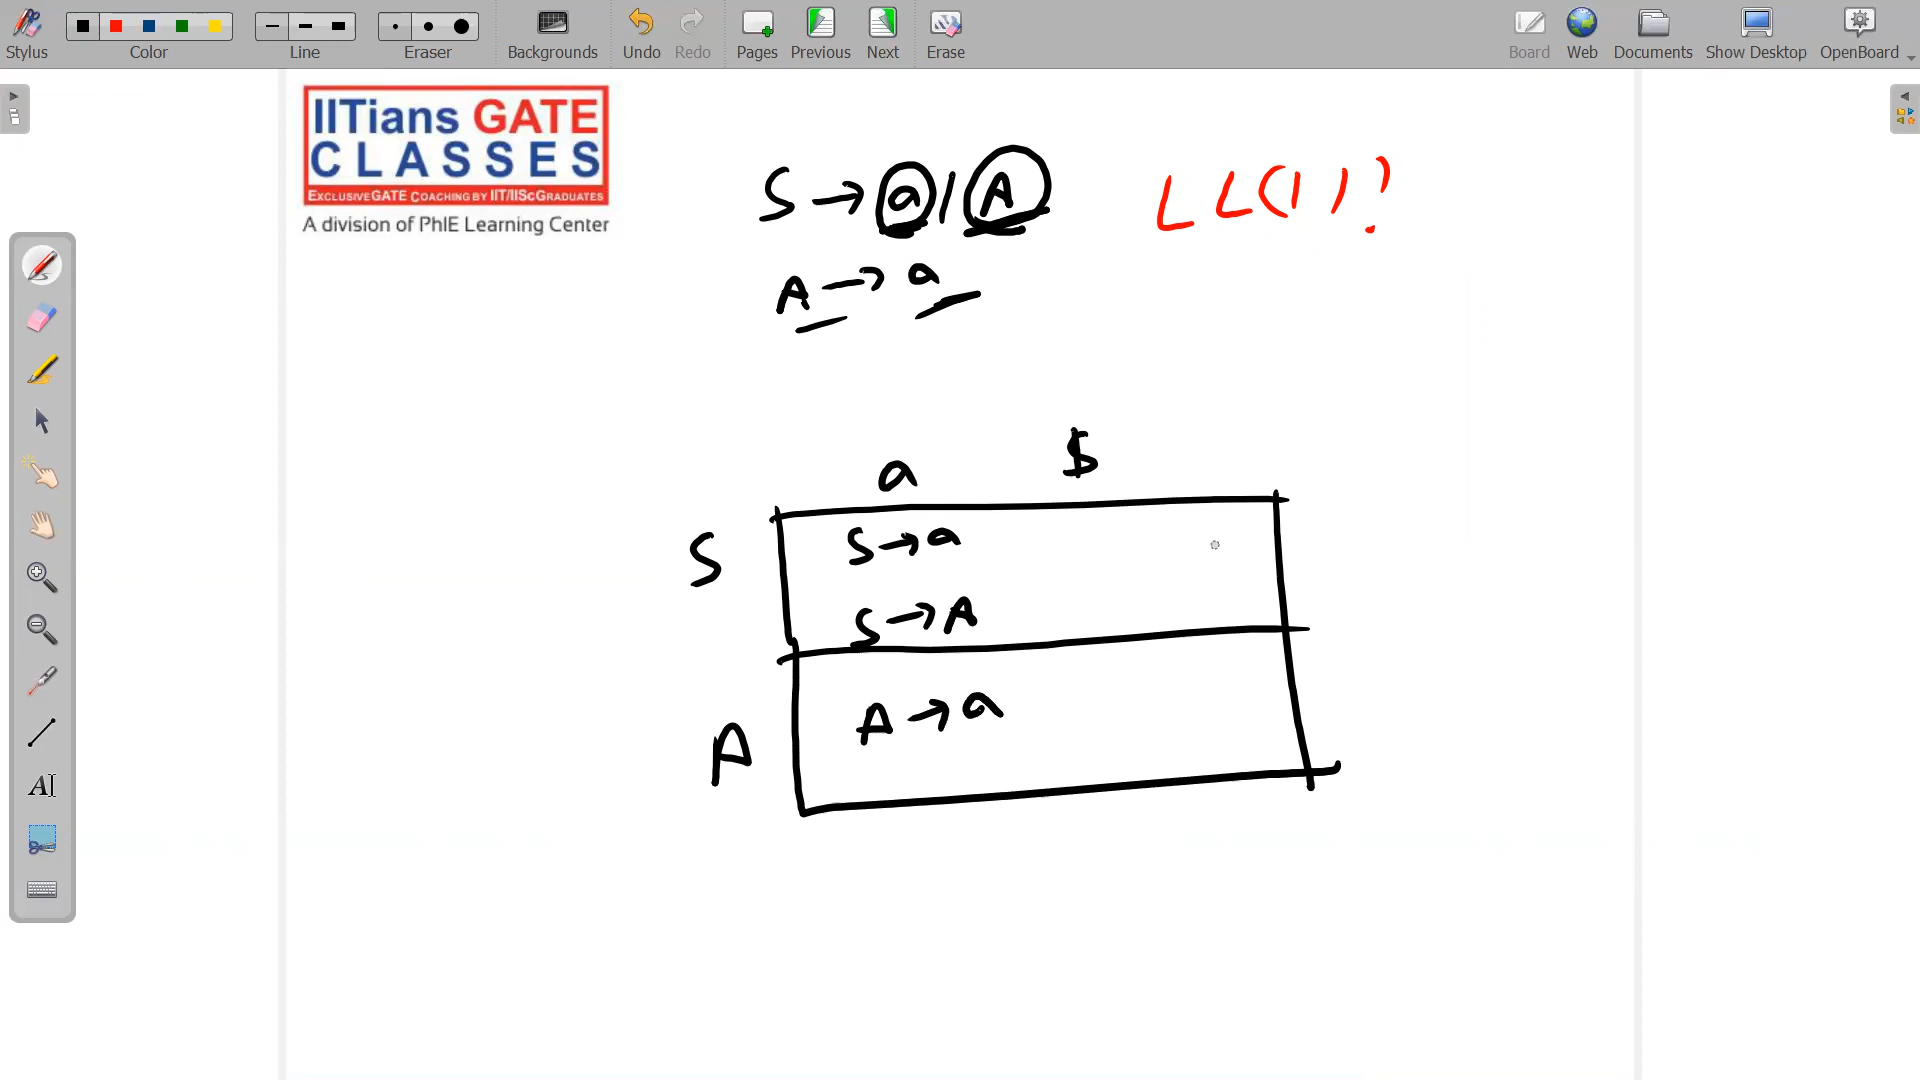 Stylus Color Line Eraser Backgrounds Undo Redo Pages Previous Next Erase Board Web Documents Show Desktop OpenBoard
IITians GATE
CLASSES
EXCLUSIVE GATE COACHING BY IIT/IISc GRADUATES
A division of PhIE Learning Center
S → a / A LL(1)?
A → a
a $
S S → a
S → A
A A → a